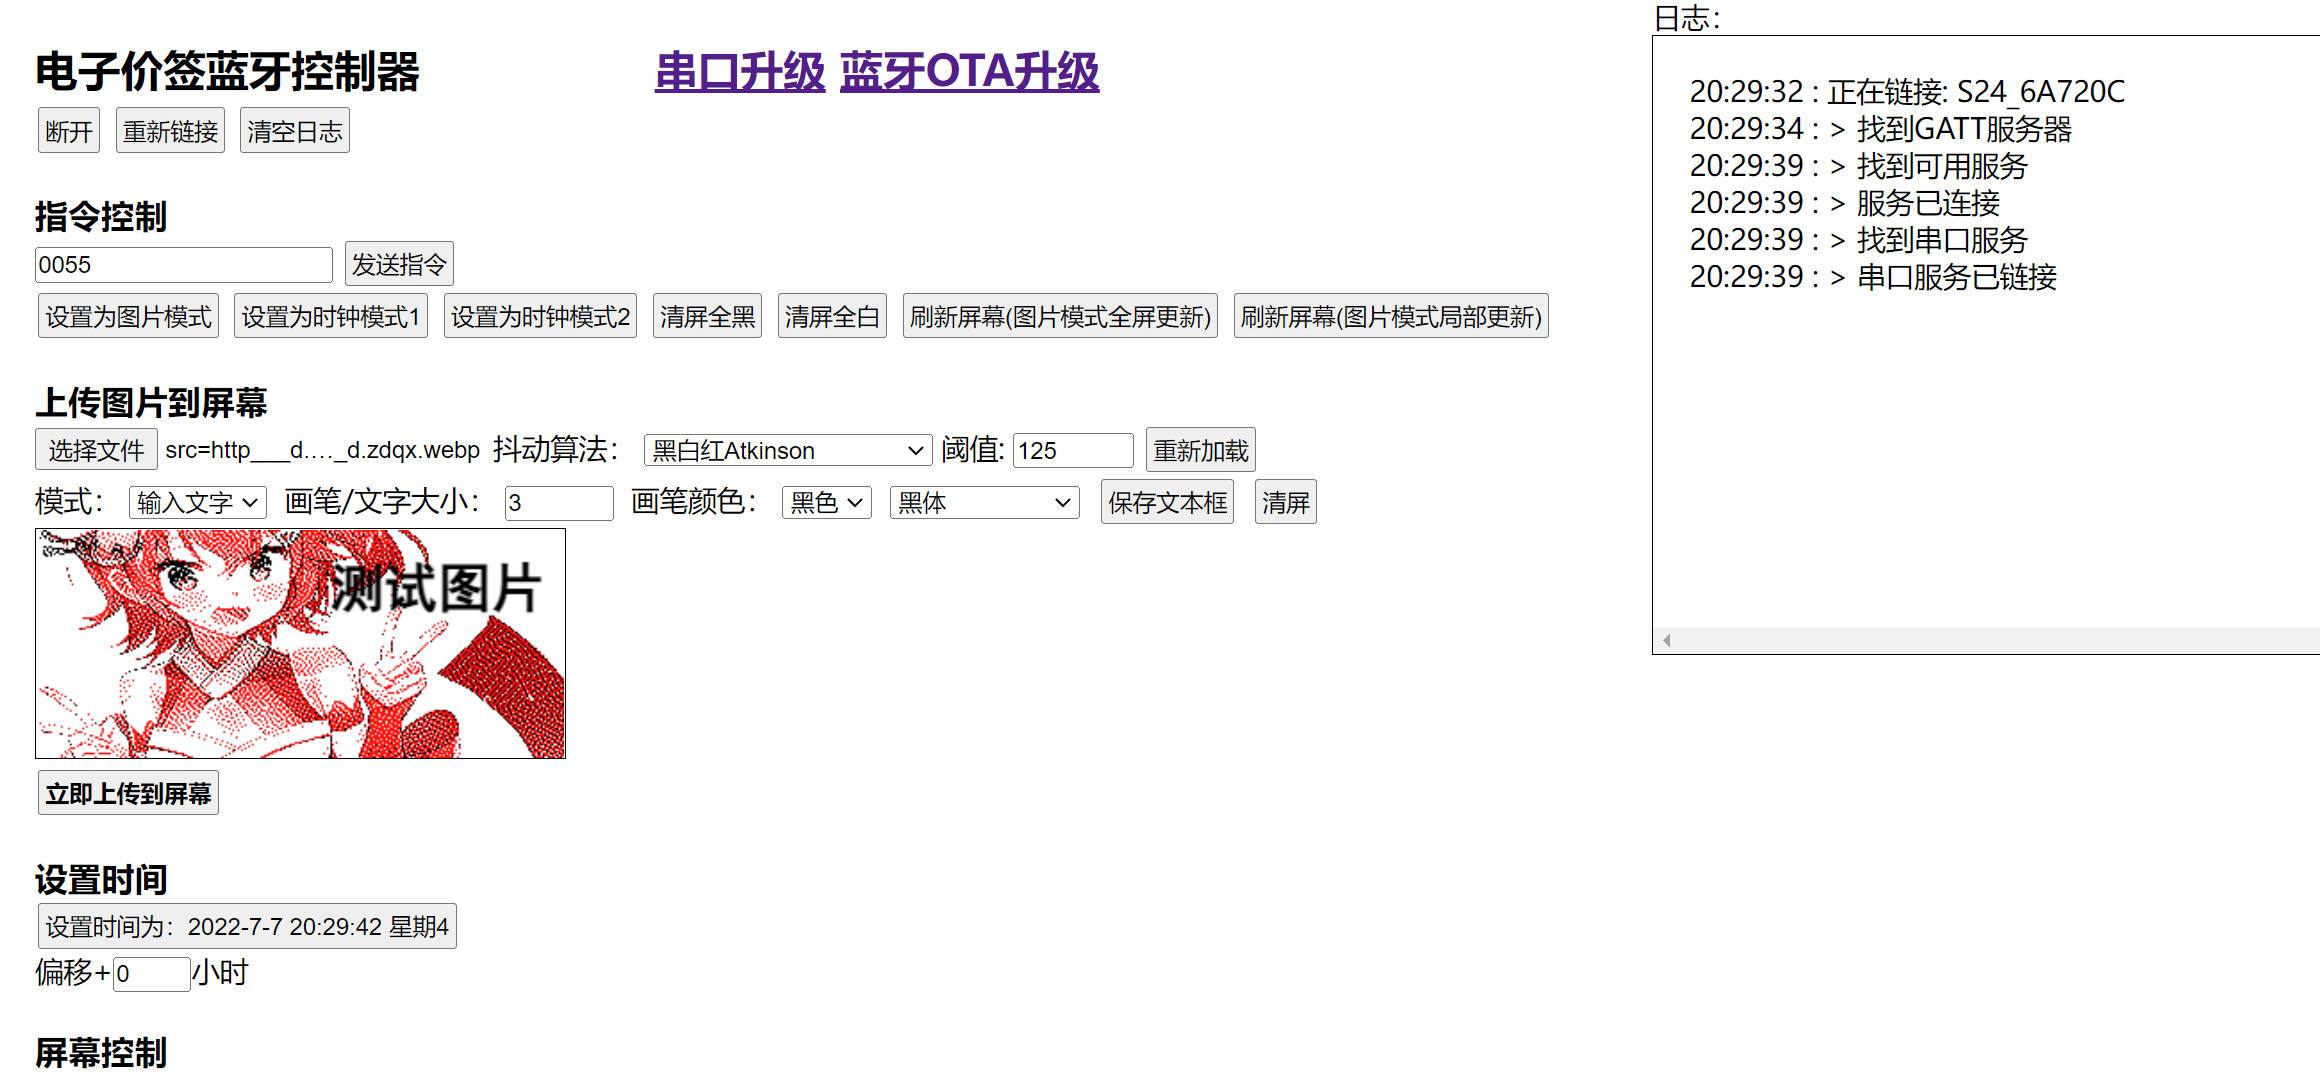 电子价签蓝牙控制器 串口升级 蓝牙OTA升级
断开 重新链接 清空日志
指令控制
0055 发送指令
设置为图片模式 设置为时钟模式1 设置为时钟模式2 清屏全黑 清屏全白 刷新屏幕(图片模式全屏更新) 刷新屏幕(图片模式局部更新)
上传图片到屏幕
选择文件 src=http___d...._d.zdqx.webp 抖动算法： 黑白红Atkinson 阈值: 125 重新加载
模式： 输入文字 画笔/文字大小： 3 画笔颜色： 黑色 黑体 保存文本框 清屏
测试图片
立即上传到屏幕
设置时间
设置时间为：2022-7-7 20:29:42 星期4
偏移+0小时
屏幕控制
日志：
20:29:32 : 正在链接: S24_6A720C
20:29:34 : > 找到GATT服务器
20:29:39 : > 找到可用服务
20:29:39 : > 服务已连接
20:29:39 : > 找到串口服务
20:29:39 : > 串口服务已链接